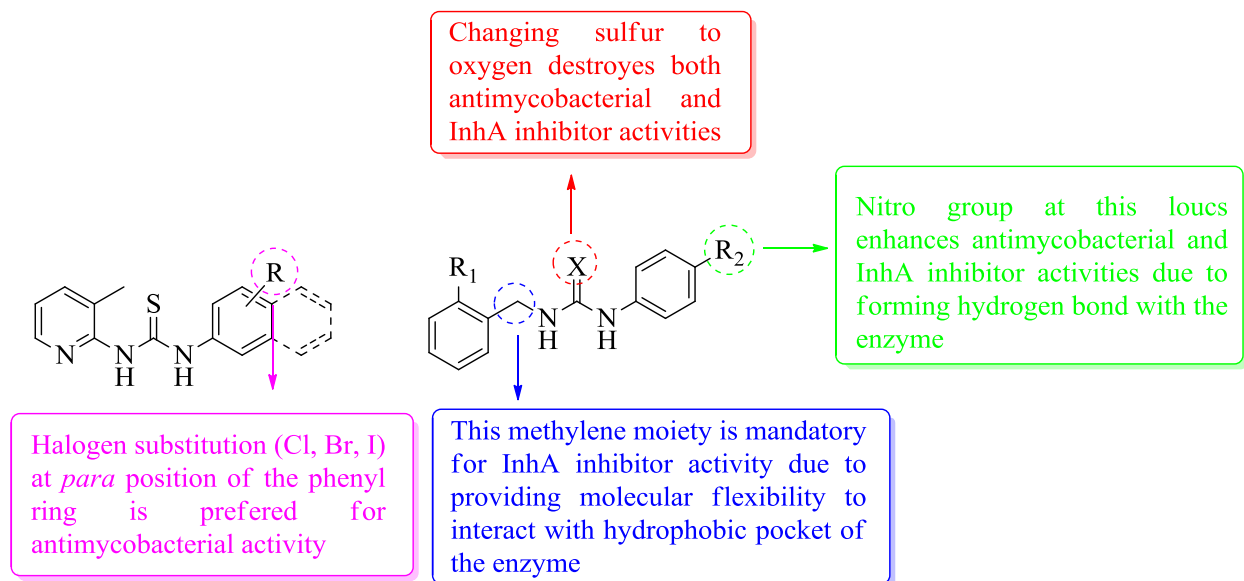 Changing sulfur to
oxygen destroyes both
antimycobacterial and
InhA inhibitor activities
Nitro group at this loucs
enhances antimycobacterial and
InhA inhibitor activities due to
forming hydrogen bond with the
enzyme
R
S
N
N
H
N
H
R1
X
R2
NH
N
H
Halogen substitution (Cl, Br, I)
at para position of the phenyl
ring is prefered for
antimycobacterial activity
This methylene moiety is mandatory
for InhA inhibitor activity due to
providing molecular flexibility to
interact with hydrophobic pocket of
the enzyme